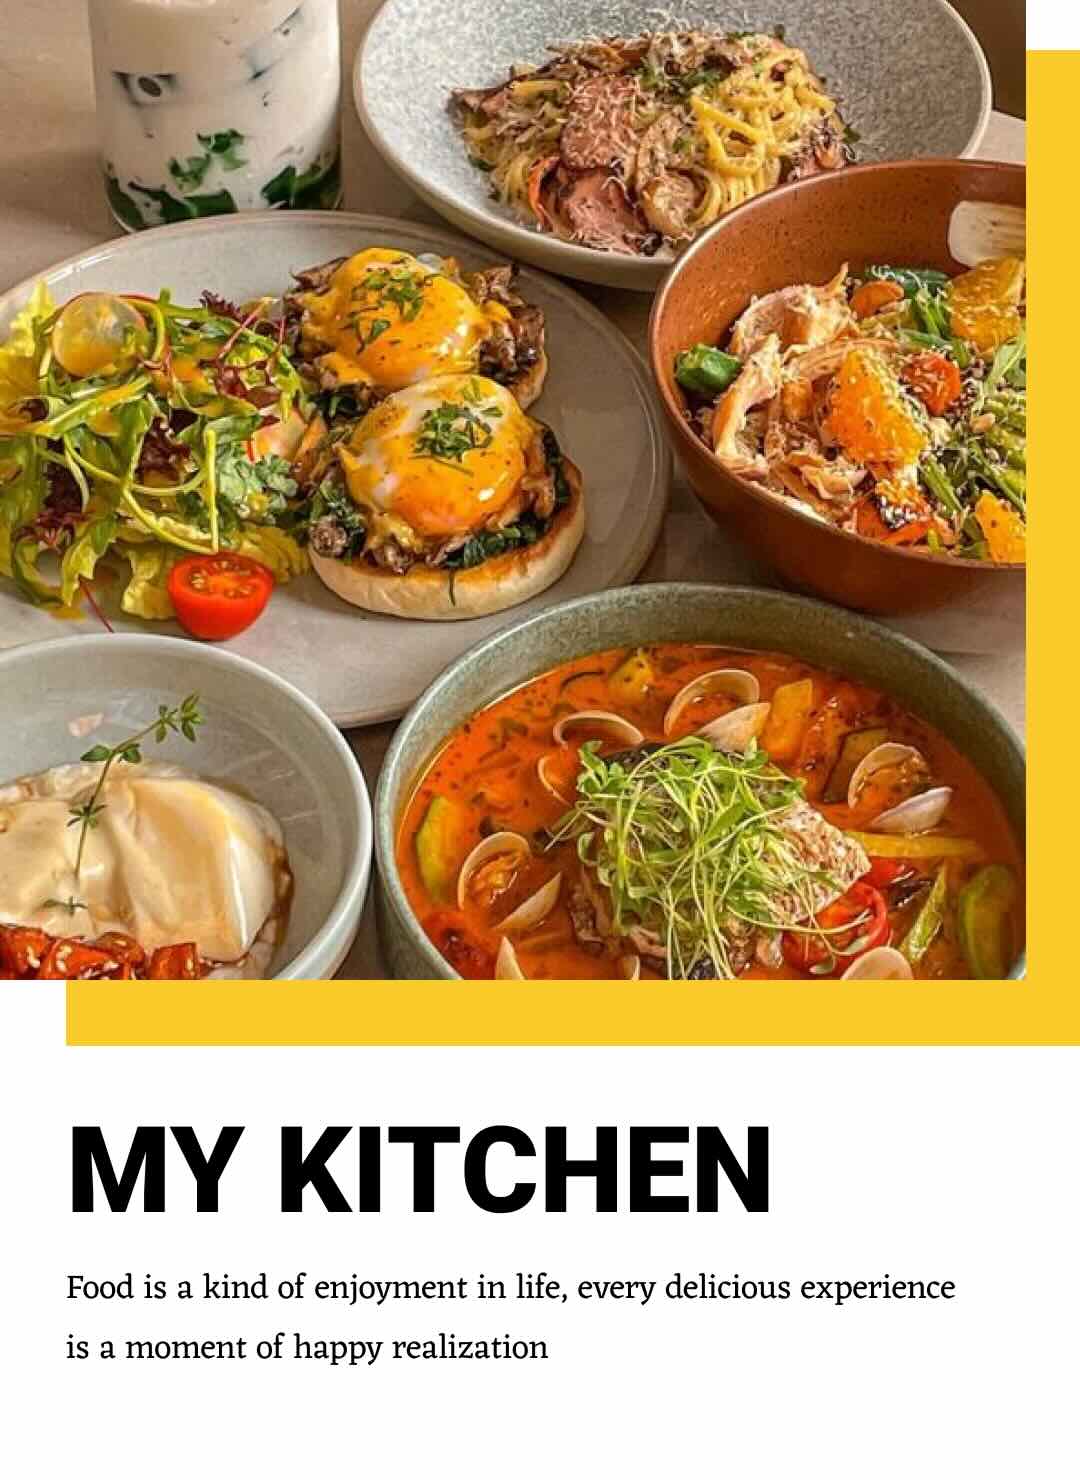 MY KITCHEN
Food is a kind of enjoyment in life, every delicious experience
is a moment of happy realization